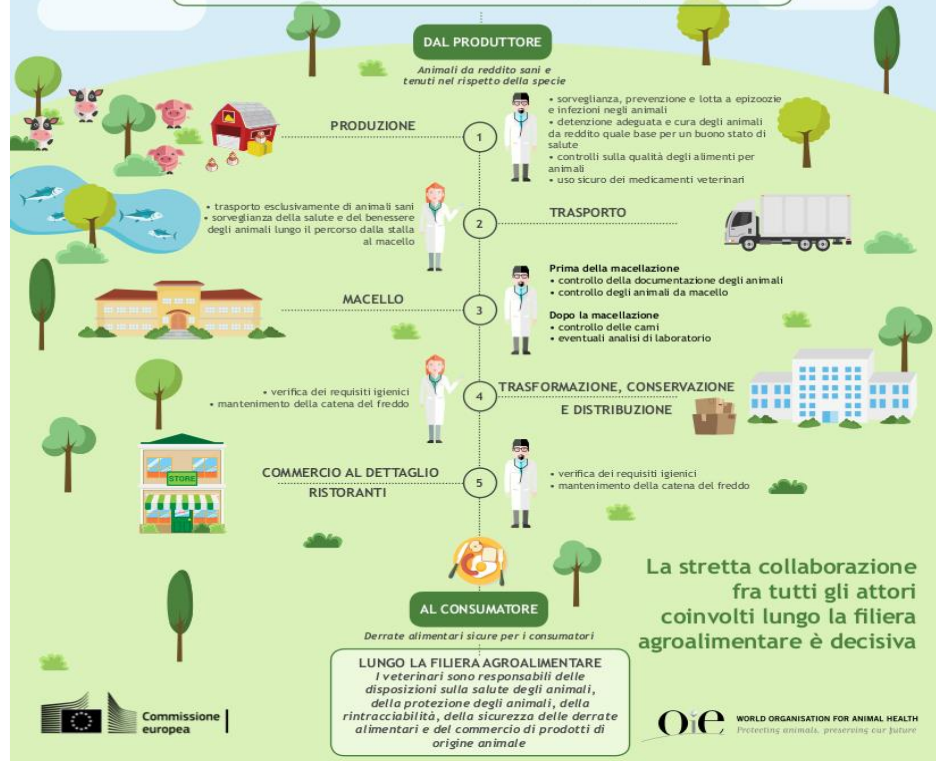 DAL PRODUTTORE
Animali da reddito sani e
tenuti nel rispetto della specie
PRODUZIONE
1
• sorveglianza, prevenzione e lotta a epizoozie
e infezioni negli animali
• detenzione adeguata e cura degli animali
da reddito quale base per un buono stato di
salute
• controlli sulla qualità degli alimenti per
animali
• uso sicuro dei medicamenti veterinari
• trasporto esclusivamente di animali sani
• sorveglianza della salute e del benessere
degli animali lungo il percorso dalla stalla
al macello
2
TRASPORTO
MACELLO
3
Prima della macellazione
• controllo della documentazione degli animali
• controllo degli animali da macello
Dopo la macellazione
• controllo delle carni
• eventuali analisi di laboratorio
• verifica dei requisiti igienici
• mantenimento della catena del freddo
4
TRASFORMAZIONE, CONSERVAZIONE
E DISTRIBUZIONE
STORE
COMMERCIO AL DETTAGLIO
RISTORANTI
5
• verifica dei requisiti igienici
• mantenimento della catena del freddo
AL CONSUMATORE
Derrate alimentari sicure per i consumatori
La stretta collaborazione
fra tutti gli attori
coinvolti lungo la filiera
agroalimentare è decisiva
LUNGO LA FILIERA AGROALIMENTARE
I veterinari sono responsabili delle
disposizioni sulla salute degli animali,
della protezione degli animali, della
rintracciabilità, della sicurezza delle derrate
alimentari e del commercio di prodotti di
origine animale
Commissione
europea
Oie
WORLD ORGANISATION FOR ANIMAL HEALTH
Protecting animals, preserving our future